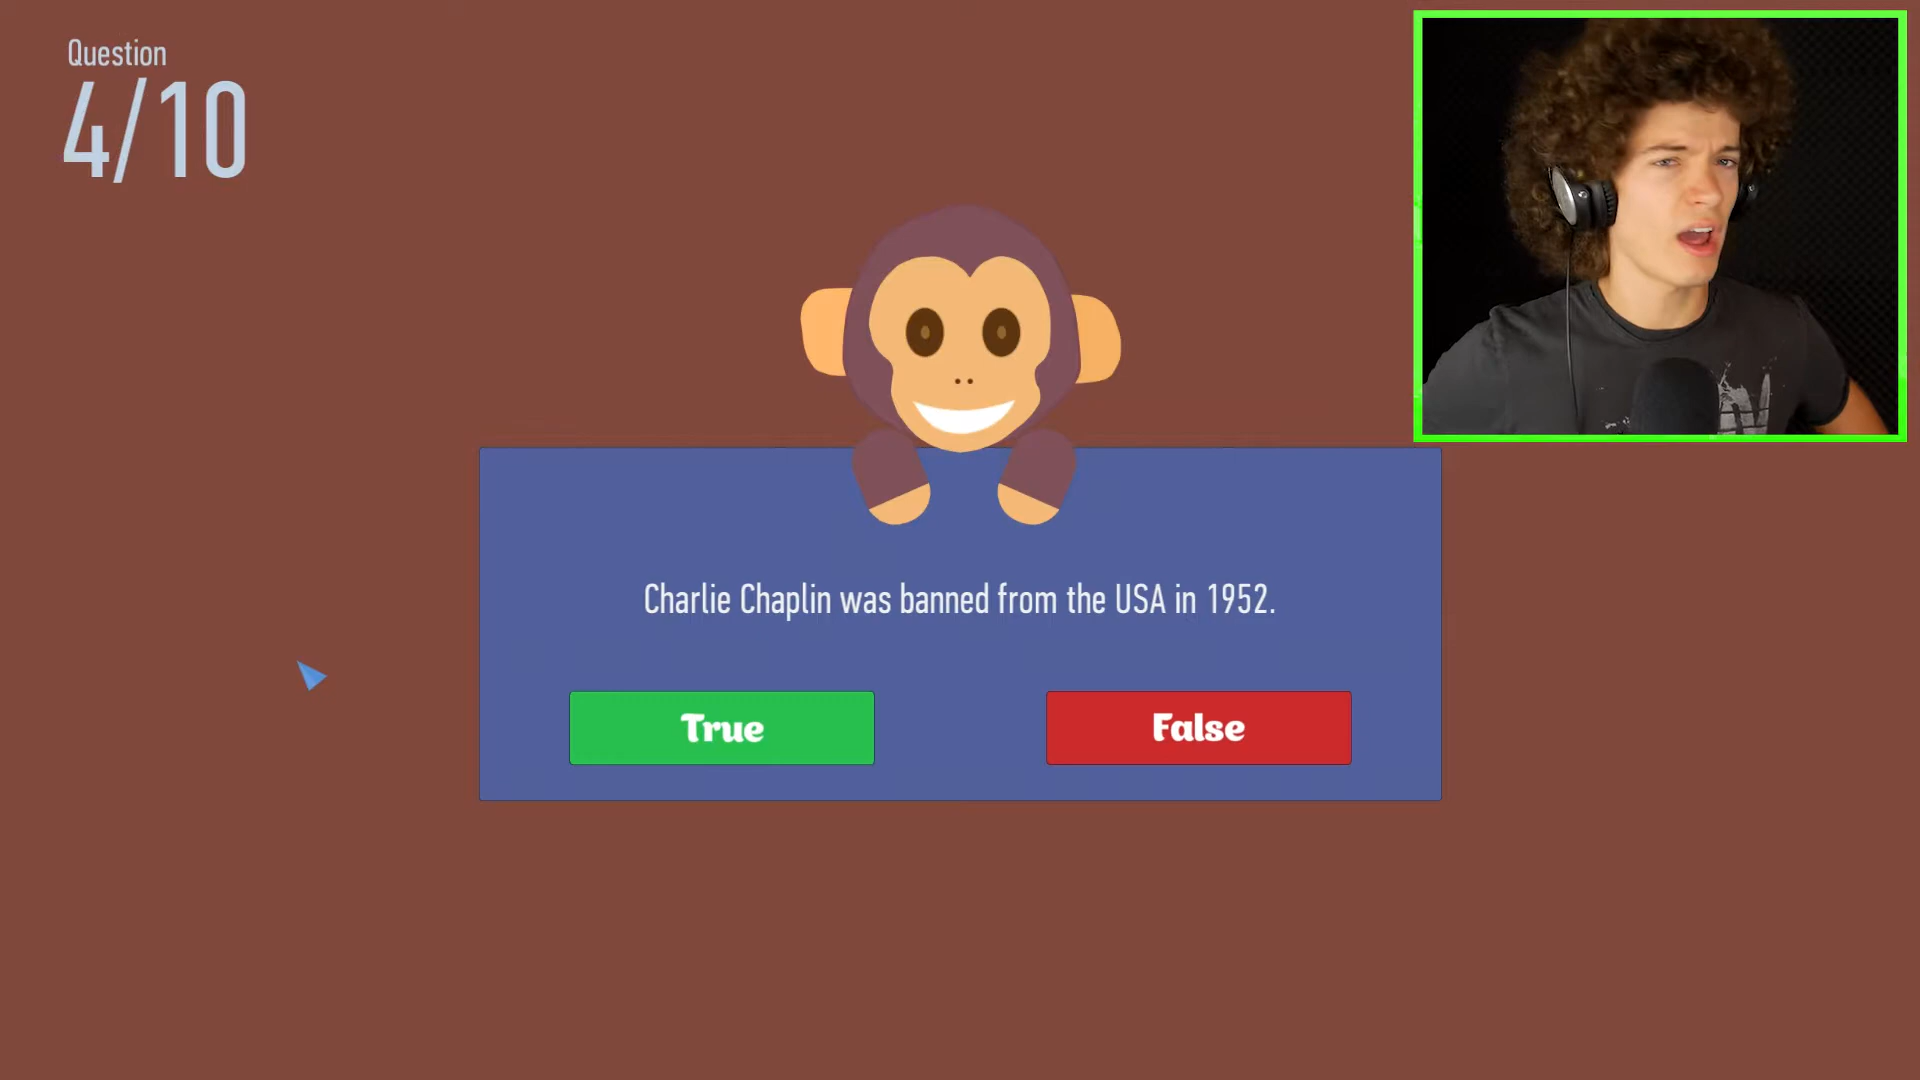 Question
4/10
Charlie Chaplin was banned from the USA in 1952.
True
False